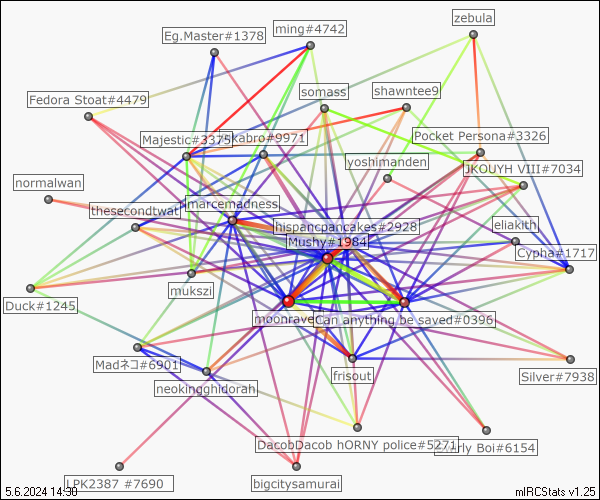 zebula
ming#4742
Eg.Master#1378
somass
shawntee9
Fedora Stoat#4479
Pocket Persona#3326
Majestic#3375
kabro#9971
yoshimanden
JKOUYH VIII#7034
normalwan
marcemadness
thesecondtwat
hispancpancakes#2928
eliakith
Mushy#1984
Cypha#1717
mukszi
Duck#1245
moonrave
Can anything be saved#0396
Madネコ#6901
frisout
Silver#7938
neokingghidorah
DacobDacob hORNY police#5271
rly Boi#6154
LPK2387 #7690
bigcitysamurai
5.6.2024 14:30
mIRCStats v1.25